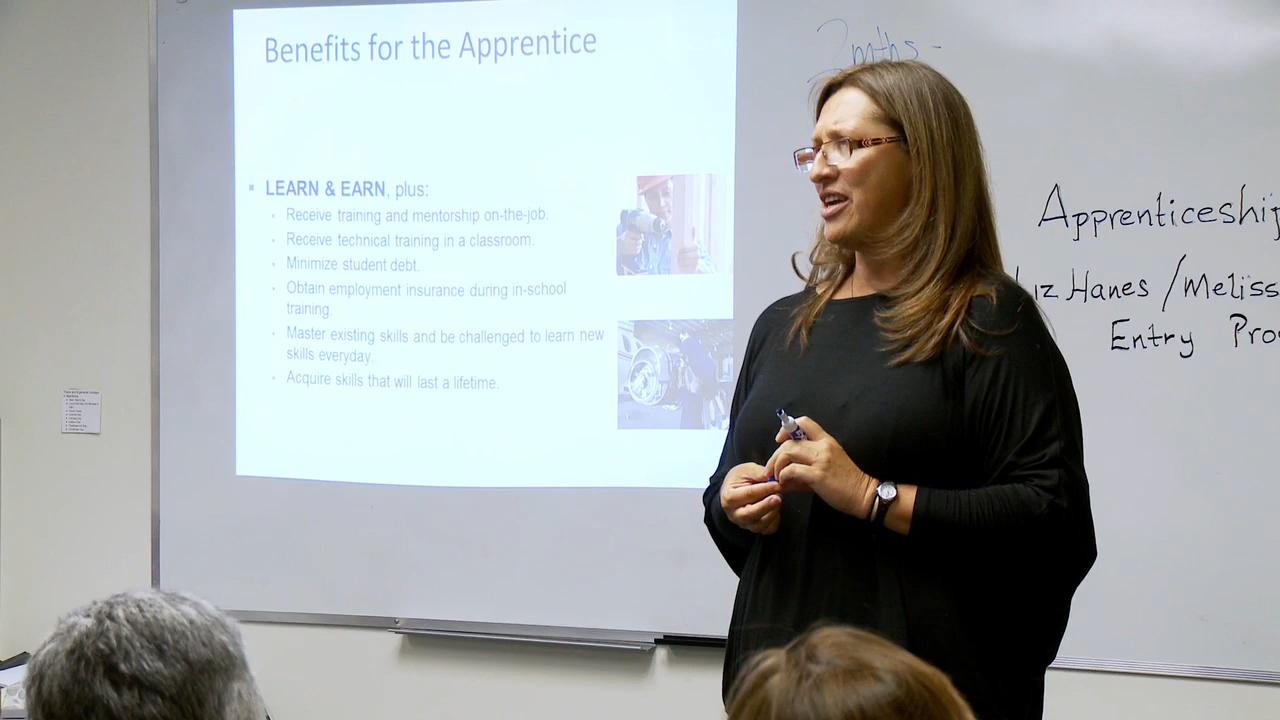 Benefits for the Apprentice
LEARN & EARN, plus:
Receive training and mentorship on-the-job.
Receive technical training in a classroom.
Minimize student debt.
Obtain employment insurance during in-school
training.
Master existing skills and be challenged to learn new
skills everyday.
Acquire skills that will last a lifetime.
mths -
Apprenticeship
Hanes / Meliss
Entry Pro